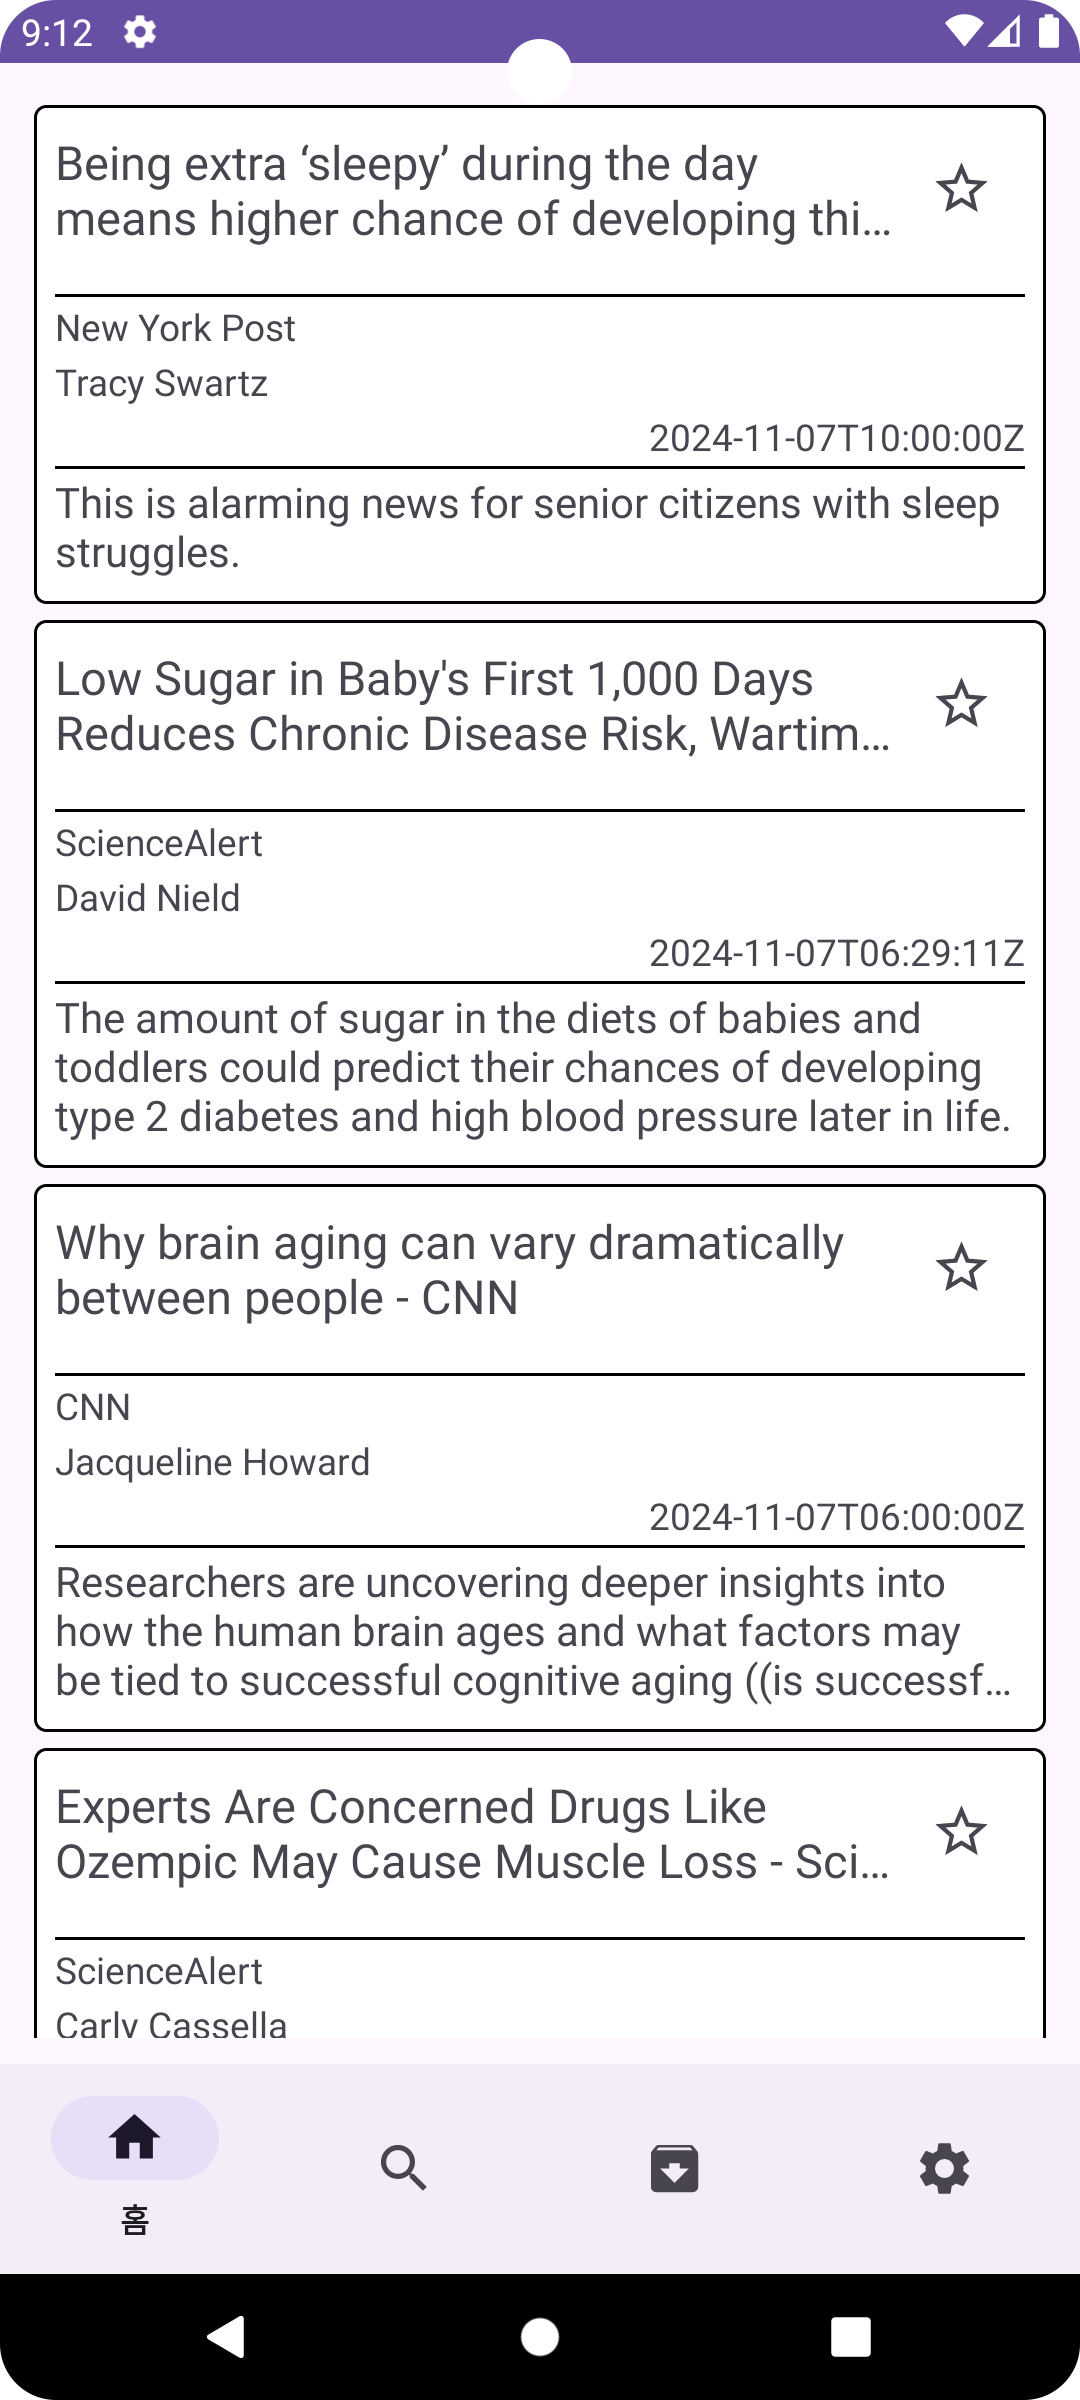 9:12
Being extra ‘sleepy’ during the day
means higher chance of developing thi…
New York Post
Tracy Swartz
2024-11-07T10:00:00Z
This is alarming news for senior citizens with sleep
struggles.
Low Sugar in Baby's First 1,000 Days
Reduces Chronic Disease Risk, Wartim…
ScienceAlert
David Nield
2024-11-07T06:29:11Z
The amount of sugar in the diets of babies and
toddlers could predict their chances of developing
type 2 diabetes and high blood pressure later in life.
Why brain aging can vary dramatically
between people - CNN
CNN
Jacqueline Howard
2024-11-07T06:00:00Z
Researchers are uncovering deeper insights into
how the human brain ages and what factors may
be tied to successful cognitive aging ((is successf…
Experts Are Concerned Drugs Like
Ozempic May Cause Muscle Loss - Sci…
ScienceAlert
Carly Cassella
홈